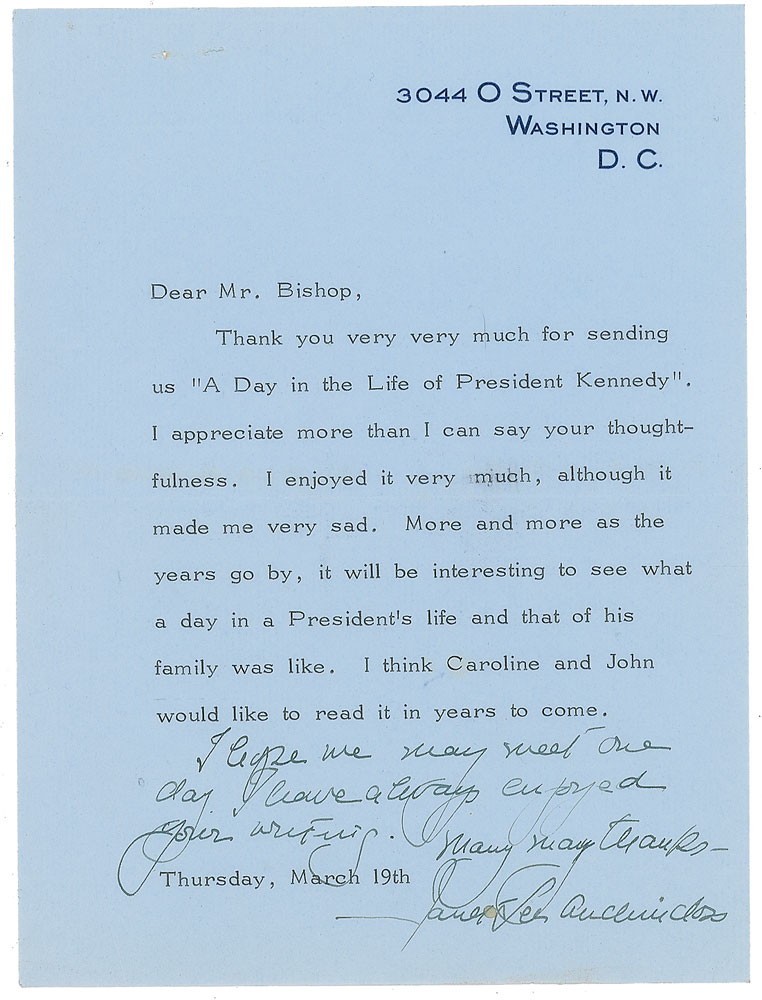 3044 O Street, N. W.
Washington
D. C.
Dear Mr. Bishop,
Thank you very very much for sending
us "A Day in the Life of President Kennedy".
I appreciate more than I can say your thought-
fulness. I enjoyed it very much, although it
made me very sad. More and more as the
years go by, it will be interesting to see what
a day in a President's life and that of his
family was like. I think Caroline and John
would like to read it in years to come.
I hope we may meet one
day. I have always enjoyed
your writing.
Many many thanks—
Thursday, March 19th
Janet Lee Auchincloss